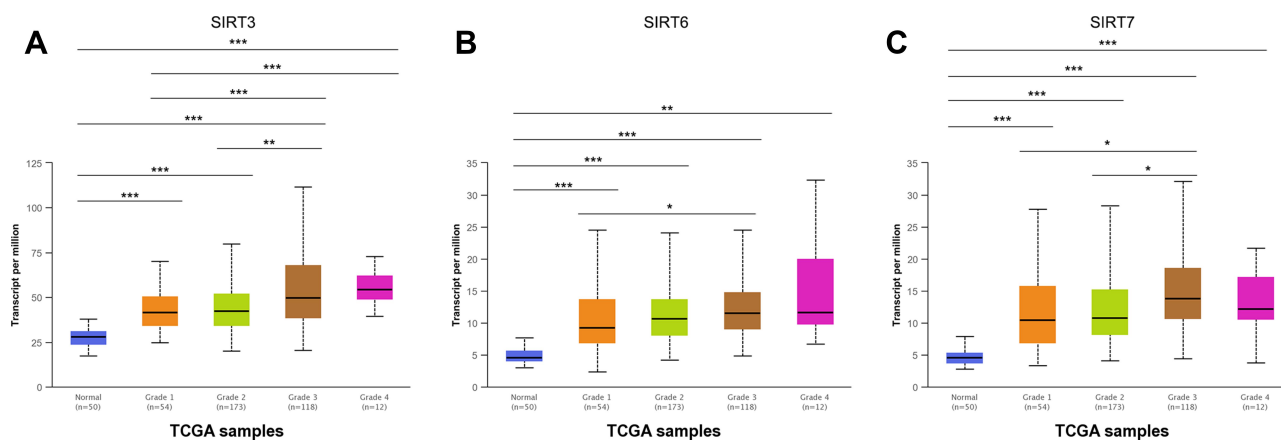 SIRT3
A
***
***
***
***
**
***
***
Transcript per million
125
100
75
50
25
0
Normal
(n=50)
Grade 1
(n=54)
Grade 2
(n=173)
Grade 3
(n=118)
Grade 4
(n=12)
TCGA samples
SIRT6
B
**
***
***
***
*
Transcript per million
35
30
25
20
15
10
5
0
Normal
(n=50)
Grade 1
(n=54)
Grade 2
(n=173)
Grade 3
(n=118)
Grade 4
(n=12)
TCGA samples
SIRT7
C
***
***
***
***
*
*
Transcript per million
35
30
25
20
15
10
5
0
Normal
(n=50)
Grade 1
(n=54)
Grade 2
(n=173)
Grade 3
(n=118)
Grade 4
(n=12)
TCGA samples